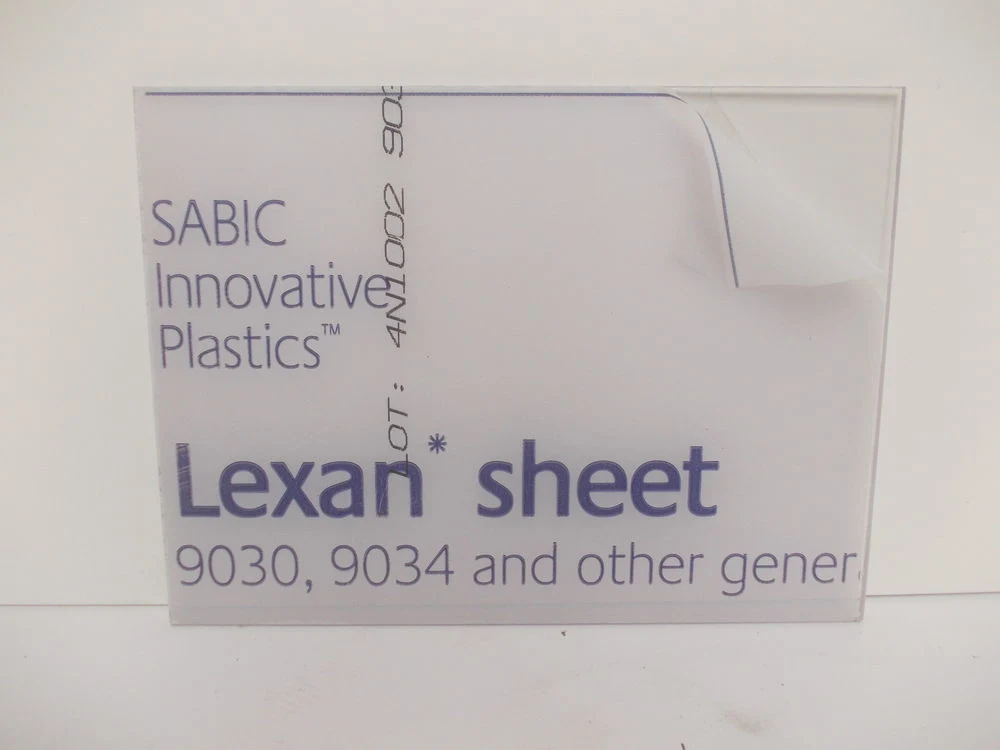 SABIC
Innovative
Plastics™
Lexan* sheet
9030, 9034 and other gener
LOT: 4N1002 903